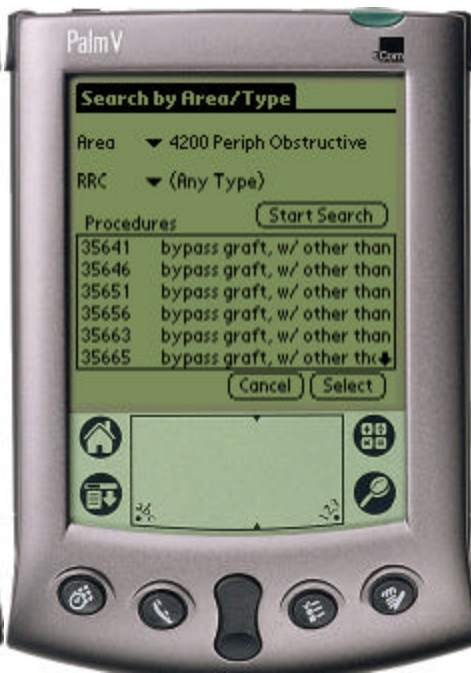 PalmV
3Com
Search by Area/Type
Area 4200 Periph Obstructive
RRC (Any Type)
Procedures Start Search
35641 bypass graft, w/ other than
35646 bypass graft, w/ other than
35651 bypass graft, w/ other than
35656 bypass graft, w/ other than
35663 bypass graft, w/ other than
35665 bypass graft, w/ other
Cancel Select
123